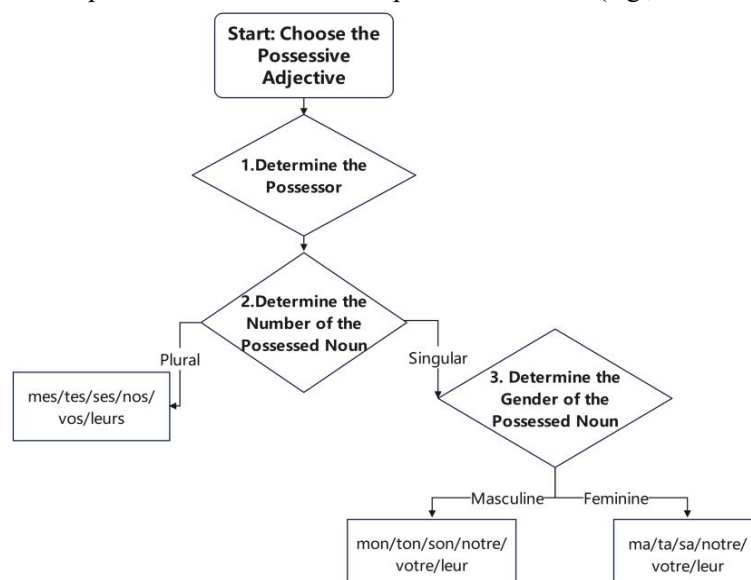 Start: Choose the
Possessive
Adjective
1.Determine the
Possessor
2.Determine the
Number of the
Possessed Noun
Plural
Singular
mes/tes/ses/nos/
vos/leurs
3. Determine the
Gender of the
Possessed Noun
Masculine
Feminine
mon/ton/son/notre/
votre/leur
ma/ta/sa/notre/
votre/leur